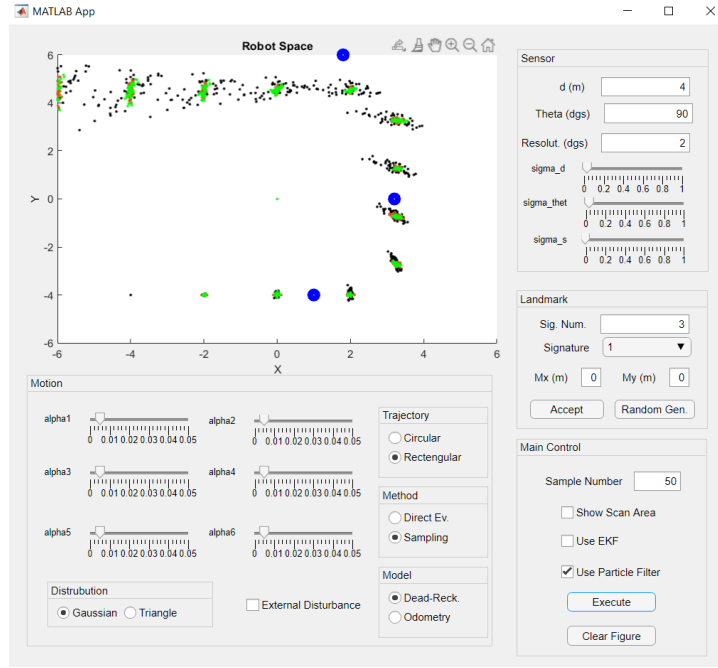 MATLAB App
Robot Space
6
4
2
0
-2
-4
-6
Y
-6 -4 -2 0 2 4 6
X
Sensor
d (m) 4
Theta (dgs) 90
Resolut. (dgs) 2
sigma_d
0 0.2 0.4 0.6 0.8 1
sigma_thet
0 0.2 0.4 0.6 0.8 1
sigma_s
0 0.2 0.4 0.6 0.8 1
Landmark
Sig. Num. 3
Signature 1
Mx (m) 0 My (m) 0
Accept Random Gen.
Motion
alpha1
0 0.01 0.02 0.03 0.04 0.05
alpha2
0 0.01 0.02 0.03 0.04 0.05
alpha3
0 0.01 0.02 0.03 0.04 0.05
alpha4
0 0.01 0.02 0.03 0.04 0.05
alpha5
0 0.01 0.02 0.03 0.04 0.05
alpha6
0 0.01 0.02 0.03 0.04 0.05
Distrubution
Gaussian Triangle
External Disturbance
Trajectory
Circular
Rectengular
Method
Direct Ev.
Sampling
Model
Dead-Reck.
Odometry
Main Control
Sample Number 50
Show Scan Area
Use EKF
Use Particle Filter
Execute
Clear Figure